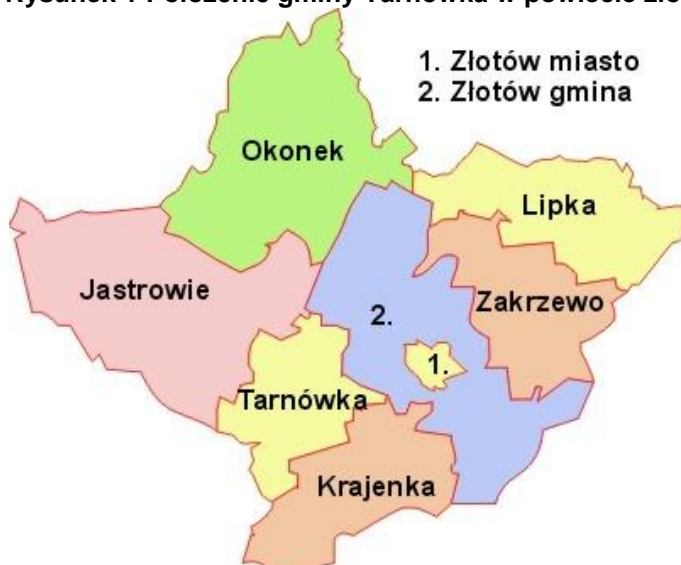 1. Złotów miasto
2. Złotów gmina
Okonek
Lipka
Jastrowie
Zakrzewo
2.
1.
Tarnówka
Krajenka